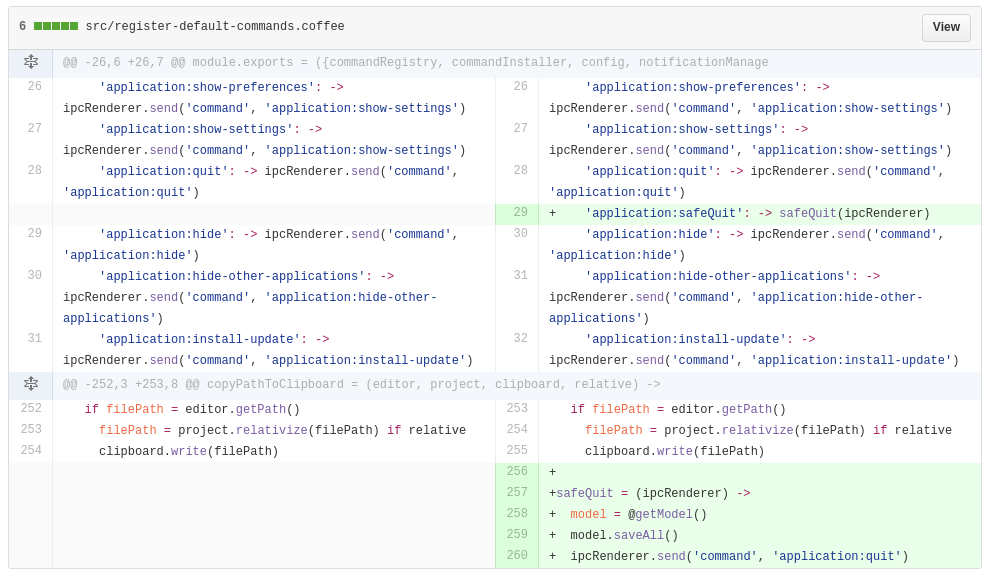 6 src/register-default-commands.coffee View
@@ -26,6 +26,7 @@ module.exports = ({commandRegistry, commandInstaller, config, notificationManage
26 'application:show-preferences': -> 26 'application:show-preferences': ->
ipcRenderer.send('command', 'application:show-settings') ipcRenderer.send('command', 'application:show-settings')
27 'application:show-settings': -> 27 'application:show-settings': ->
ipcRenderer.send('command', 'application:show-settings') ipcRenderer.send('command', 'application:show-settings')
28 'application:quit': -> ipcRenderer.send('command', 28 'application:quit': -> ipcRenderer.send('command',
'application:quit') 'application:quit')
29 + 'application:safeQuit': -> safeQuit(ipcRenderer)
29 'application:hide': -> ipcRenderer.send('command', 30 'application:hide': -> ipcRenderer.send('command',
'application:hide') 'application:hide')
30 'application:hide-other-applications': -> 31 'application:hide-other-applications': ->
ipcRenderer.send('command', 'application:hide-other- ipcRenderer.send('command', 'application:hide-other-
applications') applications')
31 'application:install-update': -> 32 'application:install-update': ->
ipcRenderer.send('command', 'application:install-update') ipcRenderer.send('command', 'application:install-update')
@@ -252,3 +253,8 @@ copyPathToClipboard = (editor, project, clipboard, relative) ->
252 if filePath = editor.getPath() 253 if filePath = editor.getPath()
253 filePath = project.relativize(filePath) if relative 254 filePath = project.relativize(filePath) if relative
254 clipboard.write(filePath) 255 clipboard.write(filePath)
256 +
257 +safeQuit = (ipcRenderer) ->
258 + model = @getModel()
259 + model.saveAll()
260 + ipcRenderer.send('command', 'application:quit')